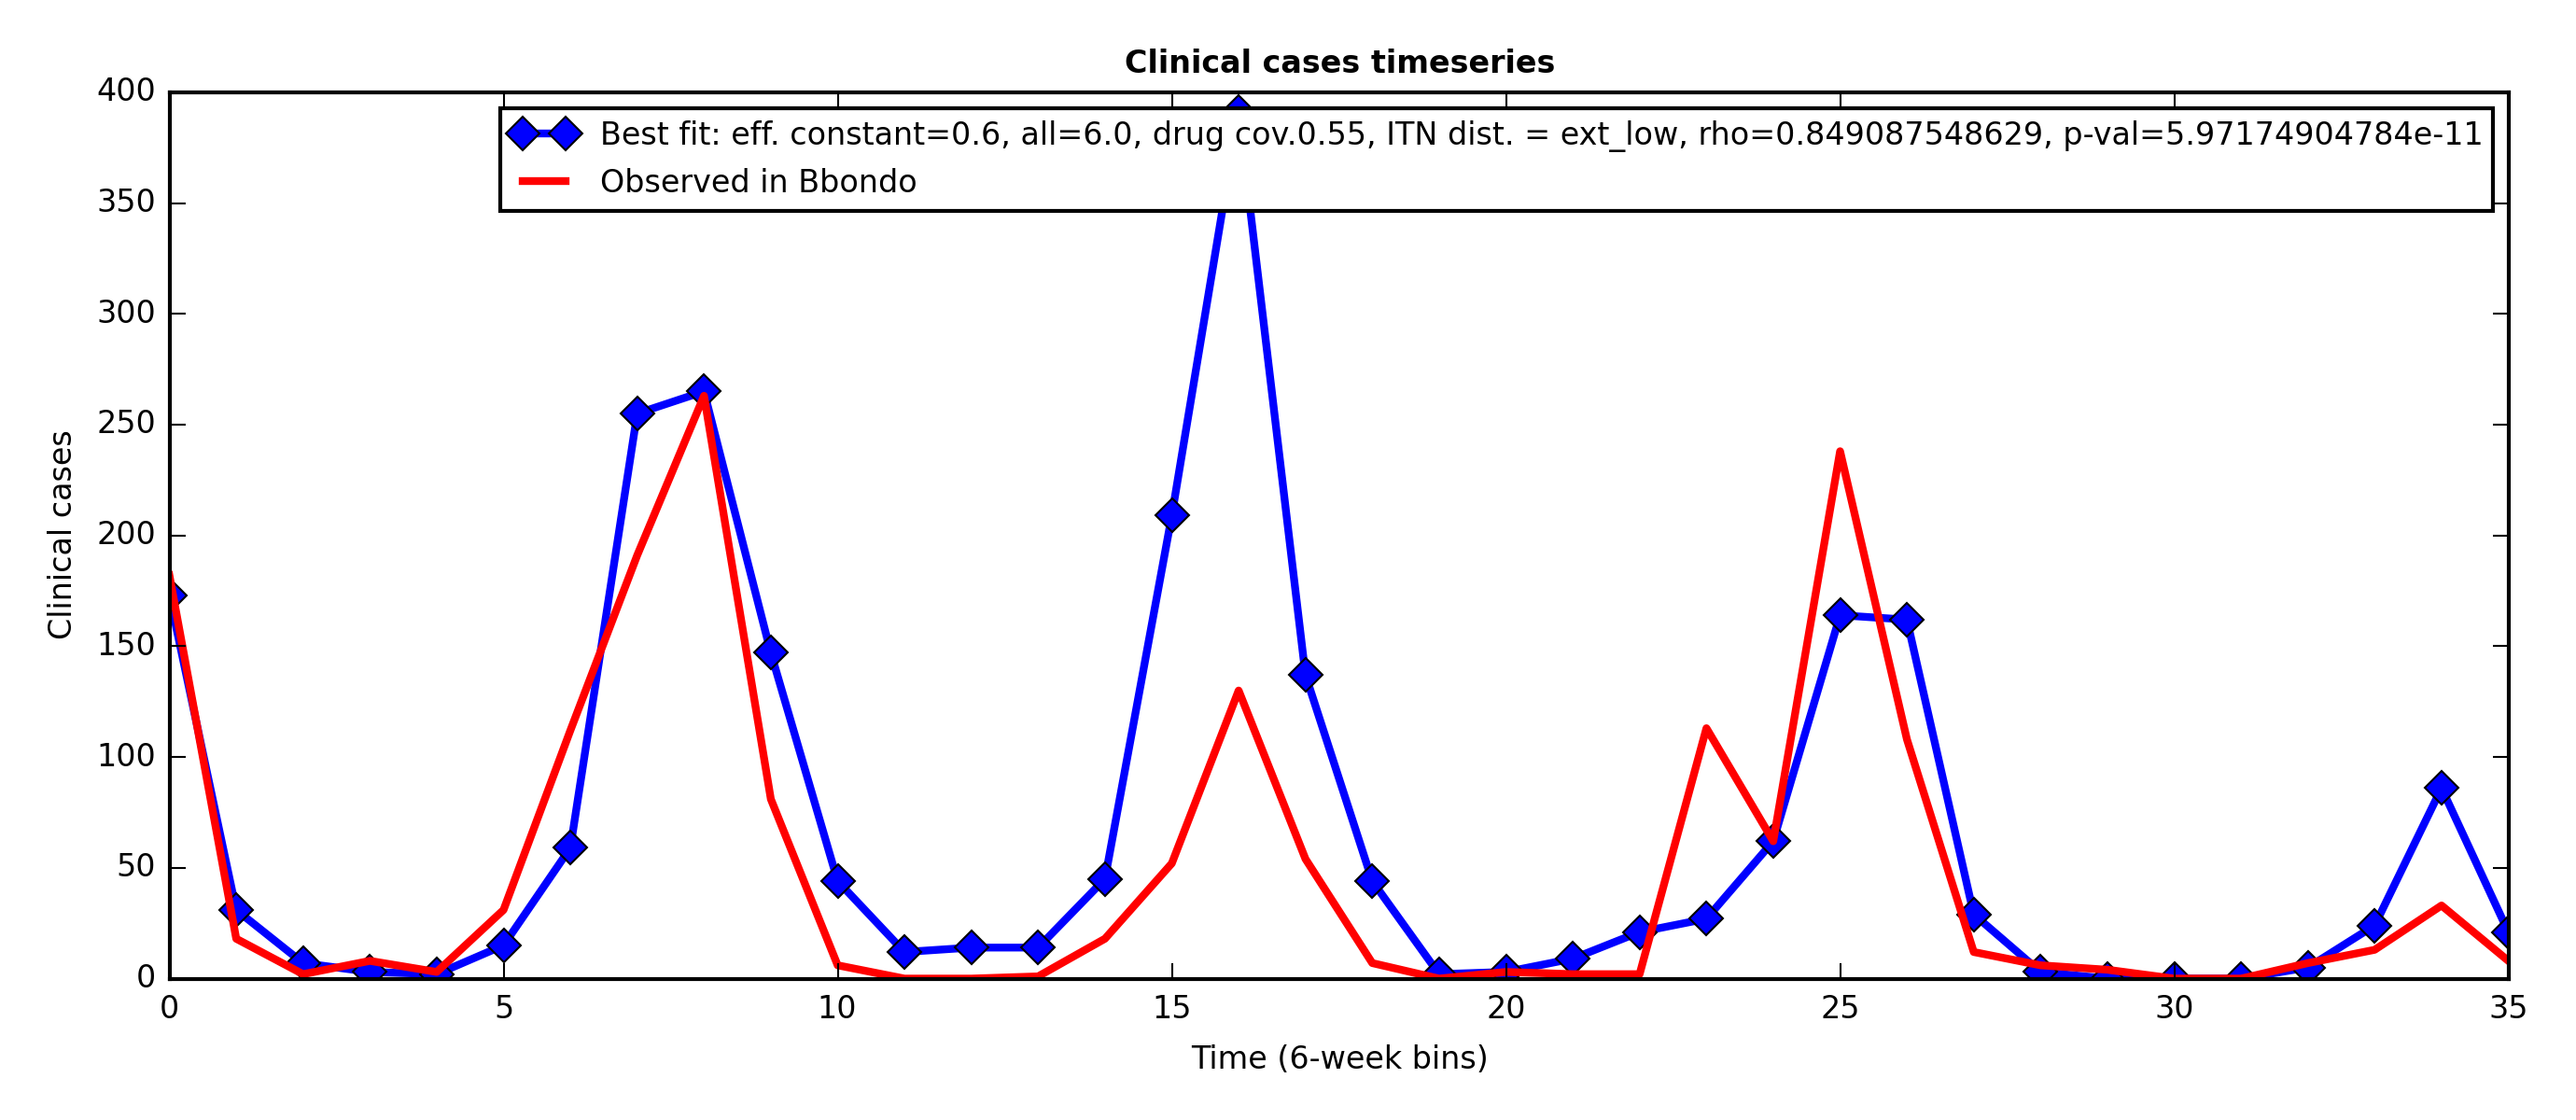 Clinical cases timeseries
400
350
300
250
200
150
100
50
0
Clinical cases
Best fit: eff. constant=0.6, all=6.0, drug cov.0.55, ITN dist. = ext_low, rho=0.849087548629, p-val=5.97174904784e-11
Observed in Bbondo
0 5 10 15 20 25 30 35
Time (6-week bins)